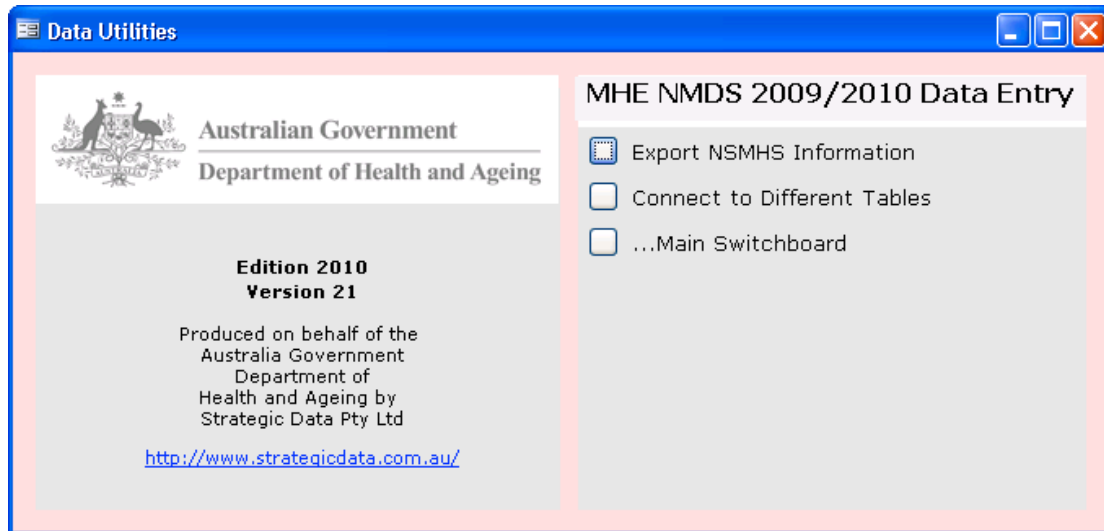 Data Utilities
Australian Government
Department of Health and Ageing
Edition 2010
Version 21
Produced on behalf of the
Australia Government
Department of
Health and Ageing by
Strategic Data Pty Ltd
http://www.strategicdata.com.au/
MHE NMDS 2009/2010 Data Entry
Export NSMHS Information
Connect to Different Tables
...Main Switchboard